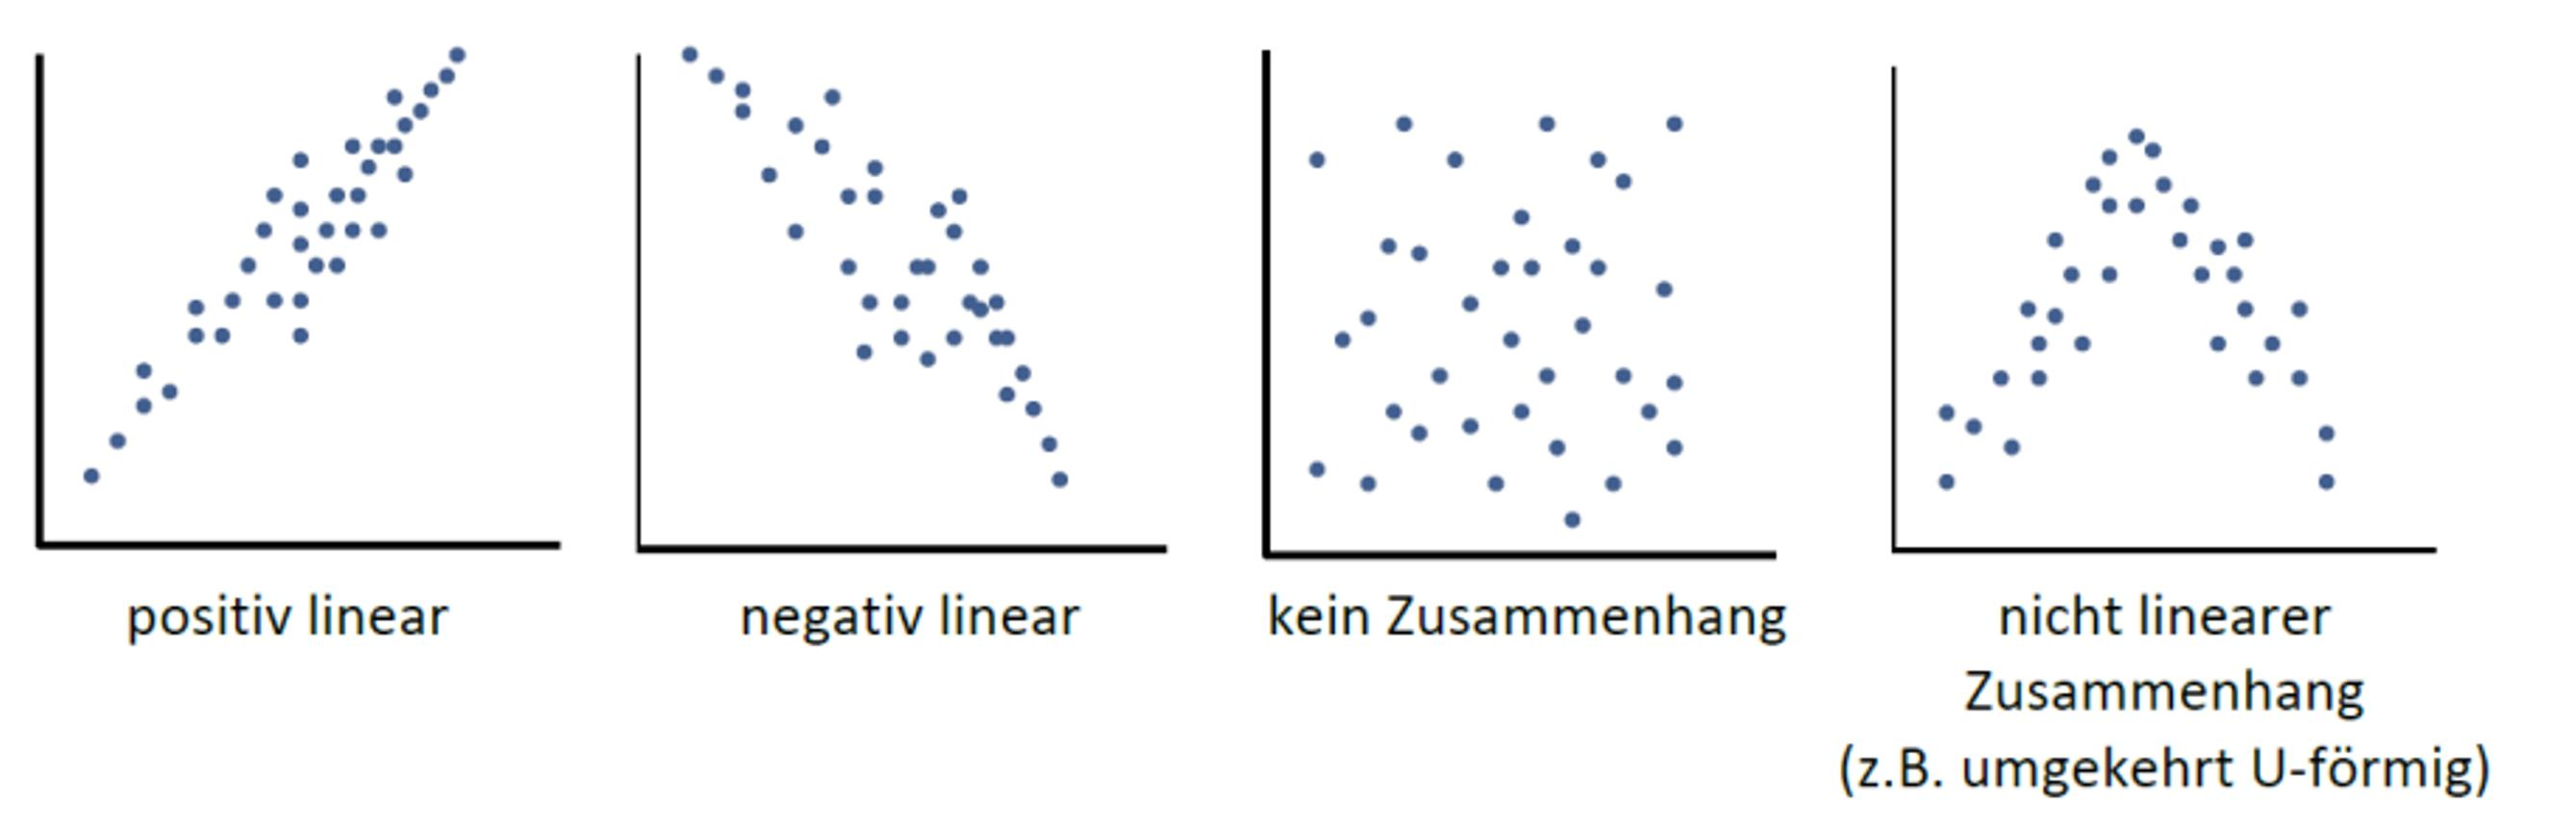 positiv linear
negativ linear
kein Zusammenhang
nicht linearer
Zusammenhang
(z.B. umgekehrt U-förmig)